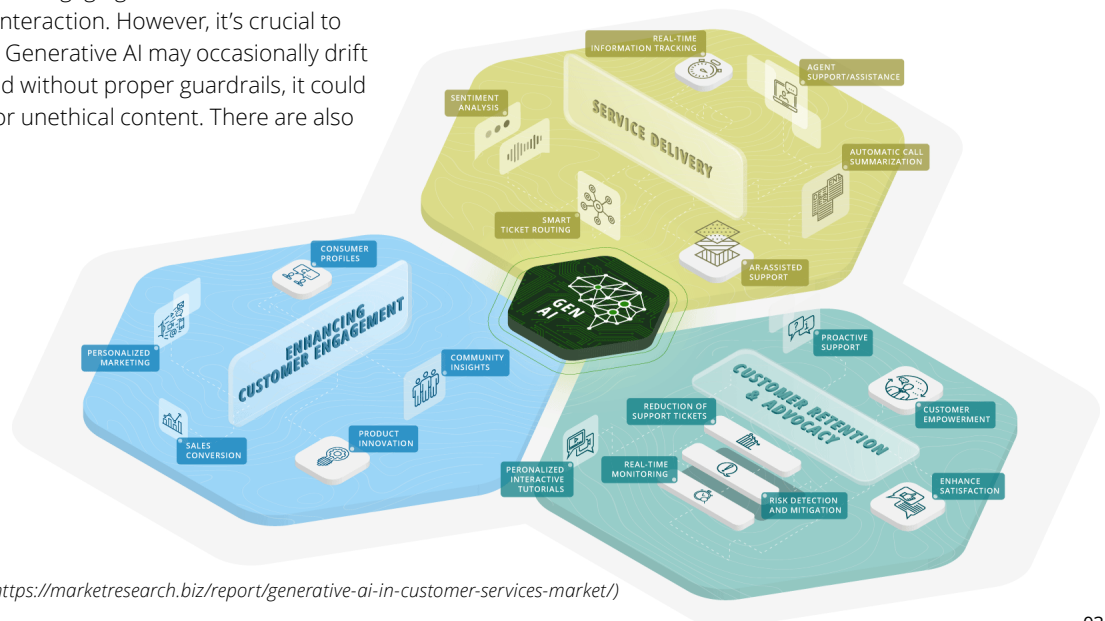 nteraction. However, it's crucial to
Generative AI may occasionally drift
d without proper guardrails, it could
or unethical content. There are also
REAL-TIME
INFORMATION TRACKING
AGENT
SUPPORT/ASSISTANCE
SENTIMENT
ANALYSIS
SERVICE DELIVERY
AUTOMATIC CALL
SUMMARIZATION
SMART
TICKET ROUTING
AR-ASSISTED
SUPPORT
CONSUMER
PROFILES
GEN
AI
ENHANCING
CUSTOMER ENGAGEMENT
PERSONALIZED
MARKETING
COMMUNITY
INSIGHTS
SALES
CONVERSION
PRODUCT
INNOVATION
PROACTIVE
SUPPORT
CUSTOMER RETENTION
& ADVOCACY
REDUCTION OF
SUPPORT TICKETS
CUSTOMER
EMPOWERMENT
REAL-TIME
MONITORING
PERONALIZED
INTERACTIVE
TUTORIALS
RISK DETECTION
AND MITIGATION
ENHANCE
SATISFACTION
https://marketresearch.biz/report/generative-ai-in-customer-services-market/)